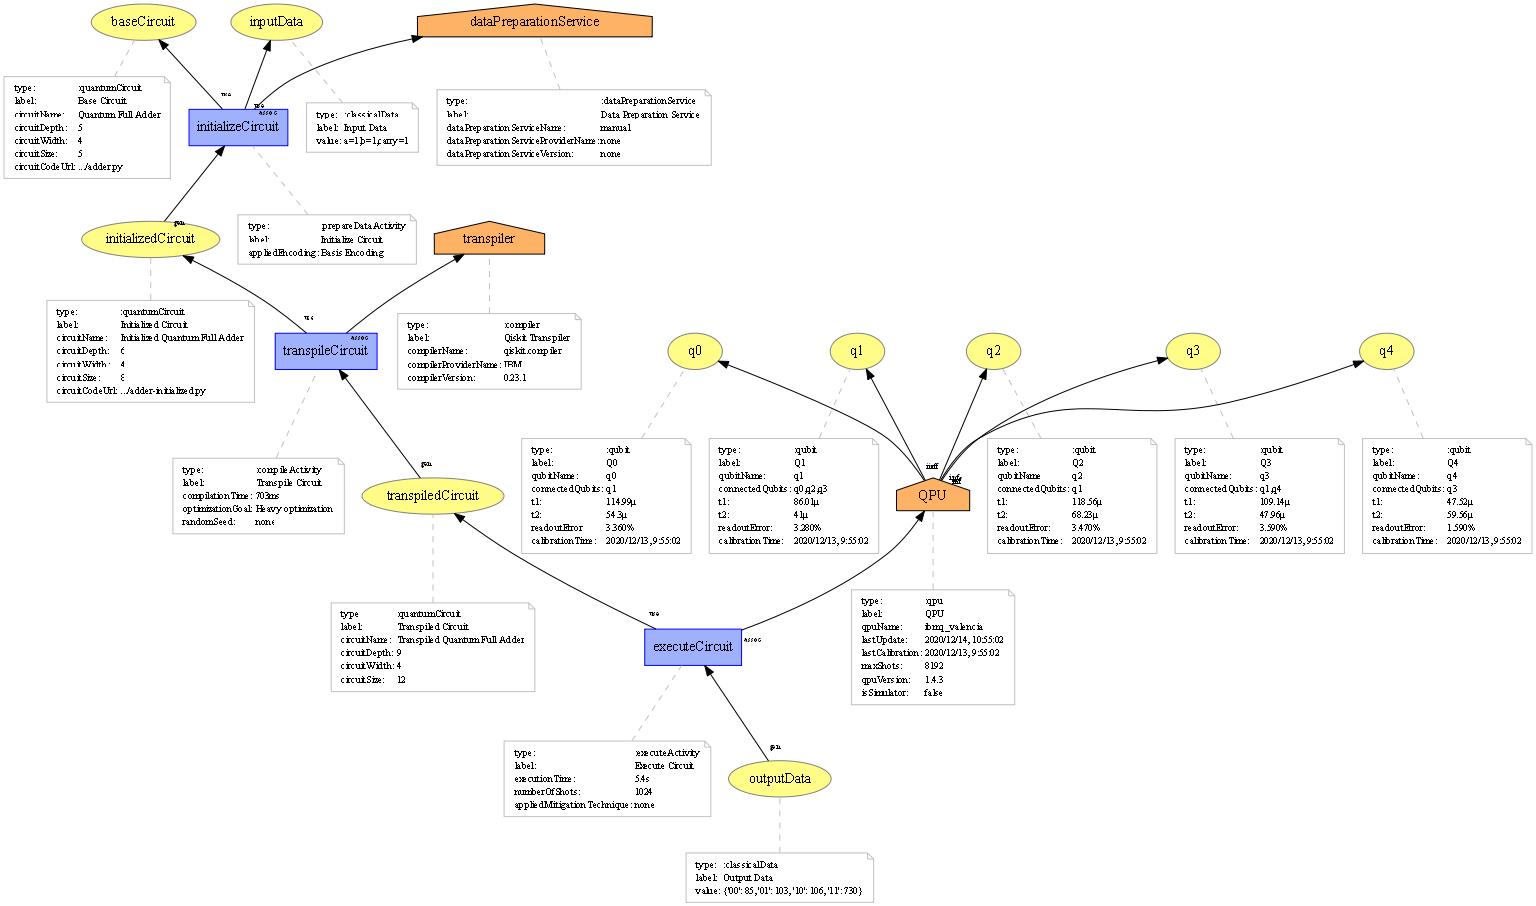 baseCircuit
inputData
dataPreparationService
type: :quantumCircuit
label: Base Circuit
circuitName: Quantum Full Adder
circuitDepth: 5
circuitWidth: 4
circuitSize: 5
circuitCodeUrl: .../adder.py
use
use
assoc
initializeCircuit
type: :classicalData
label: Input Data
value: a=1,b=1,carry=1
type: :dataPreparationService
label: Data Preparation Service
dataPreparationServiceName: manual
dataPreparationServiceProviderName: none
dataPreparationServiceVersion: none
gen
initializedCircuit
type: :prepareDataActivity
label: Initialize Circuit
appliedEncoding: Basis Encoding
transpiler
type: :quantumCircuit
label: Initialized Circuit
circuitName: Initialized Quantum Full Adder
circuitDepth: 6
circuitWidth: 4
circuitSize: 8
circuitCodeUrl: .../adder-initialized.py
use
assoc
transpileCircuit
type: :compiler
label: Qiskit Transpiler
compilerName: qiskit.compiler
compilerProviderName: IBM
compilerVersion: 0.23.1
q0
q1
q2
q3
q4
type: :compileActivity
label: Transpile Circuit
compilationTime: 703ms
optimizationGoal: Heavy optimization
randomSeed: none
gen
transpiledCircuit
type: :qubit
label: Q0
qubitName: q0
connectedQubits: q1
t1: 114.99µ
t2: 54.3µ
readoutError 3.360%
calibrationTime: 2020/12/13, 9:55:02
type: :qubit
label: Q1
qubitName: q1
connectedQubits: q0,q2,q3
t1: 86.01µ
t2: 41µ
readoutError: 3.280%
calibrationTime: 2020/12/13, 9:55:02
QPU
type: :qubit
label: Q2
qubitName q2
connectedQubits: q1
t1: 118.56µ
t2: 68.23µ
readoutError: 3.470%
calibrationTime: 2020/12/13, 9:55:02
type: :qubit
label: Q3
qubitName: q3
connectedQubits: q1,q4
t1: 109.14µ
t2: 47.96µ
readoutError: 3.590%
calibrationTime: 2020/12/13, 9:55:02
type: :qubit
label: Q4
qubitName: q4
connectedQubits: q3
t1: 47.52µ
t2: 59.56µ
readoutError: 1.590%
calibrationTime: 2020/12/13, 9:55:02
type :quantumCircuit
label: Transpiled Circuit
circuitName: Transpiled Quantum Full Adder
circuitDepth: 9
circuitWidth: 4
circuitSize: 12
use
assoc
executeCircuit
type: :qpu
label: QPU
qpuName: ibmq_valencia
lastUpdate: 2020/12/14, 10:55:02
lastCalibration: 2020/12/13, 9:55:02
maxShots: 8192
qpuVersion: 1.4.3
isSimulator: false
type: :executeActivity
label: Execute Circuit
executionTime: 5.4s
numberOfShots: 1024
appliedMitigationTechnique: none
gen
outputData
type: :classicalData
label: Output Data
value: {'00': 85, '01': 103, '10': 106, '11': 730}